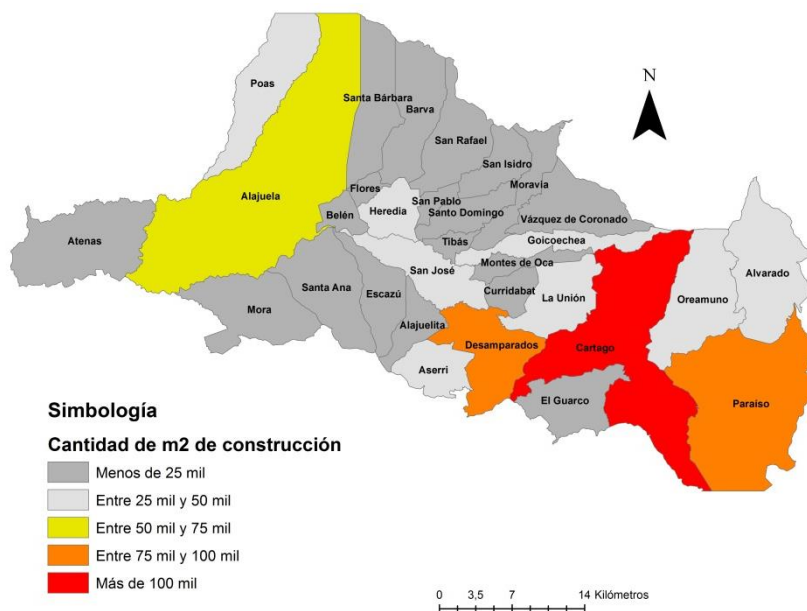 N
Poas
Santa Bárbara
Barva
San Rafael
San Isidro
Moravia
Alajuela
Flores
San Pablo
Belén
Heredia
Santo Domingo
Vázquez de Coronado
Atenas
Tibás
Goicoechea
Montes de Oca
San José
Alvarado
Santa Ana
Escazú
Curridabat
La Unión
Oreamuno
Mora
Alajuelita
Desamparados
Cartago
Aserri
El Guarco
Paraiso
Simbología
Cantidad de m2 de construcción
Menos de 25 mil
Entre 25 mil y 50 mil
Entre 50 mil y 75 mil
Entre 75 mil y 100 mil
Más de 100 mil
0 3,5 7 14 Kilómetros